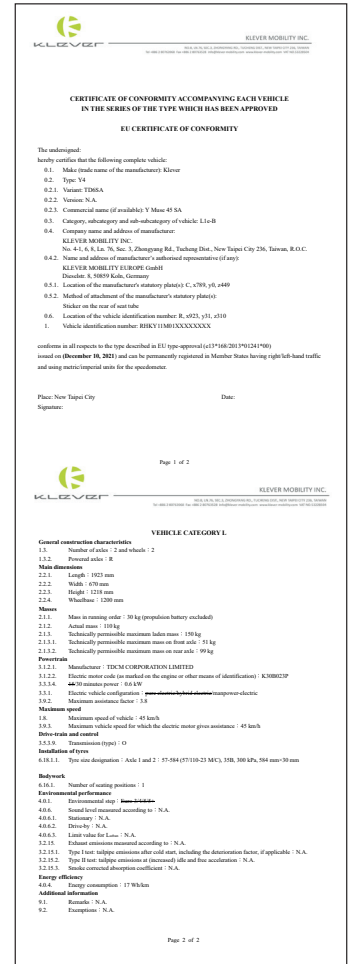 KLEVER
KLEVER MOBILITY INC.
CERTIFICATE OF CONFORMITY ACCOMPANYING EACH VEHICLE
IN THE SERIES OF THE TYPE WHICH HAS BEEN APPROVED
EU CERTIFICATE OF CONFORMITY
The undersigned:
hereby certifies that the following complete vehicle:
0.1. Make (trade name of the manufacturer): Klever
0.2. Type: Y4
0.2.1. Variant: TD6SA
0.2.2. Version: N.A.
0.2.3. Commercial name (if available): Y Muse 45 SA
0.3. Category, subcategory and sub-subcategory of vehicle: L1e-B
0.4. Company name and address of manufacturer:
KLEVER MOBILITY INC.
No. 4-1, 6, 8, Ln. 76, Sec. 3, Zhongyang Rd., Tucheng Dist., New Taipei City 236, Taiwan, R.O.C.
0.4.2. Name and address of manufacturer's authorised representative (if any):
KLEVER MOBILITY EUROPE GmbH
Dieselstr. 8, 50859 Koln, Germany
0.5.1. Location of the manufacturer's statutory plate(s): C, x789, y0, z449
0.5.2. Method of attachment of the manufacturer's statutory plate(s):
Sticker on the rear of seat tube
0.6. Location of the vehicle identification number: R, x923, y31, z310
1. Vehicle identification number: RHKY11M01XXXXXXXX
conforms in all respects to the type described in EU type-approval (e13*168/2013*01241*00)
issued on (December 10, 2021) and can be permanently registered in Member States having right/left-hand traffic
and using metric/imperial units for the speedometer.
Place: New Taipei City Date:
Signature:
Page 1 of 2
KLEVER
KLEVER MOBILITY INC.
VEHICLE CATEGORY L
General construction characteristics
1.3. Number of axles：2 and wheels：2
1.3.2. Powered axles：R
Main dimensions
2.2.1. Length：1923 mm
2.2.2. Width：670 mm
2.2.3. Height：1218 mm
2.2.4. Wheelbase：1200 mm
Masses
2.1.1. Mass in running order：30 kg (propulsion battery excluded)
2.1.2. Actual mass：110 kg
2.1.3. Technically permissible maximum laden mass：150 kg
2.1.3.1. Technically permissible maximum mass on front axle：51 kg
2.1.3.2. Technically permissible maximum mass on rear axle：99 kg
Powertrain
3.1.2.1. Manufacturer：TDCM CORPORATION LIMITED
3.1.2.2. Electric motor code (as marked on the engine or other means of identification)：K30B023P
3.3.3.4. 15/30 minutes power：0.6 kW
3.3.1. Electric vehicle configuration：pure electric/hybrid electric/manpower-electric
3.9.2. Maximum assistance factor：3.8
Maximum speed
1.8. Maximum speed of vehicle：45 km/h
3.9.3. Maximum vehicle speed for which the electric motor gives assistance：45 km/h
Drive-train and control
3.5.3.9. Transmission (type)：O
Installation of tyres
6.18.1.1. Tyre size designation：Axle 1 and 2：57-584 (57/110-23 M/C), 35B, 300 kPa, 584 mm×30 mm
Bodywork
6.16.1. Number of seating positions：1
Environmental performance
4.0.1. Environmental step：Euro 3/4/5/5+
4.0.6. Sound level measured according to：N.A.
4.0.6.1. Stationary：N.A.
4.0.6.2. Drive-by：N.A.
4.0.6.3. Limit value for Lurban：N.A.
3.2.15. Exhaust emissions measured according to：N.A.
3.2.15.1. Type I test: tailpipe emissions after cold start, including the deterioration factor, if applicable：N.A.
3.2.15.2. Type II test: tailpipe emissions at (increased) idle and free acceleration：N.A.
3.2.15.3. Smoke corrected absorption coefficient：N.A.
Energy efficiency
4.0.4. Energy consumption：17 Wh/km
Additional information
9.1. Remarks：N.A.
9.2. Exemptions：N.A.
Page 2 of 2